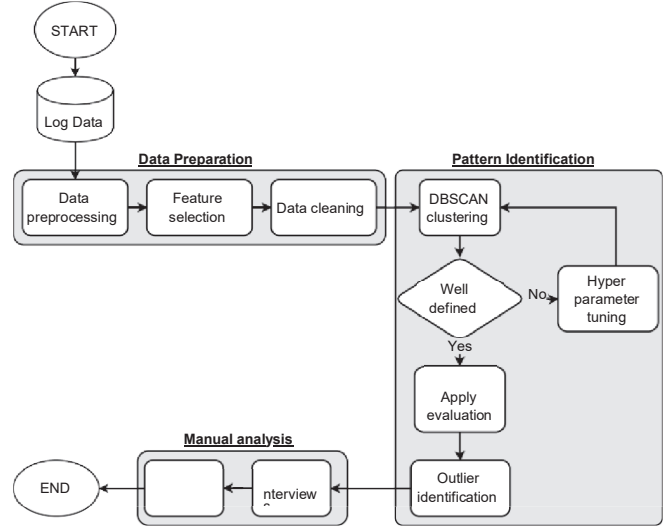 START
Log Data
Data Preparation
Data
preprocessing
Feature
selection
Data cleaning
Pattern Identification
DBSCAN
clustering
Well
defined
No
Hyper
parameter
tuning
Yes
Apply
evaluation
Outlier
identification
Manual analysis
nterview
END